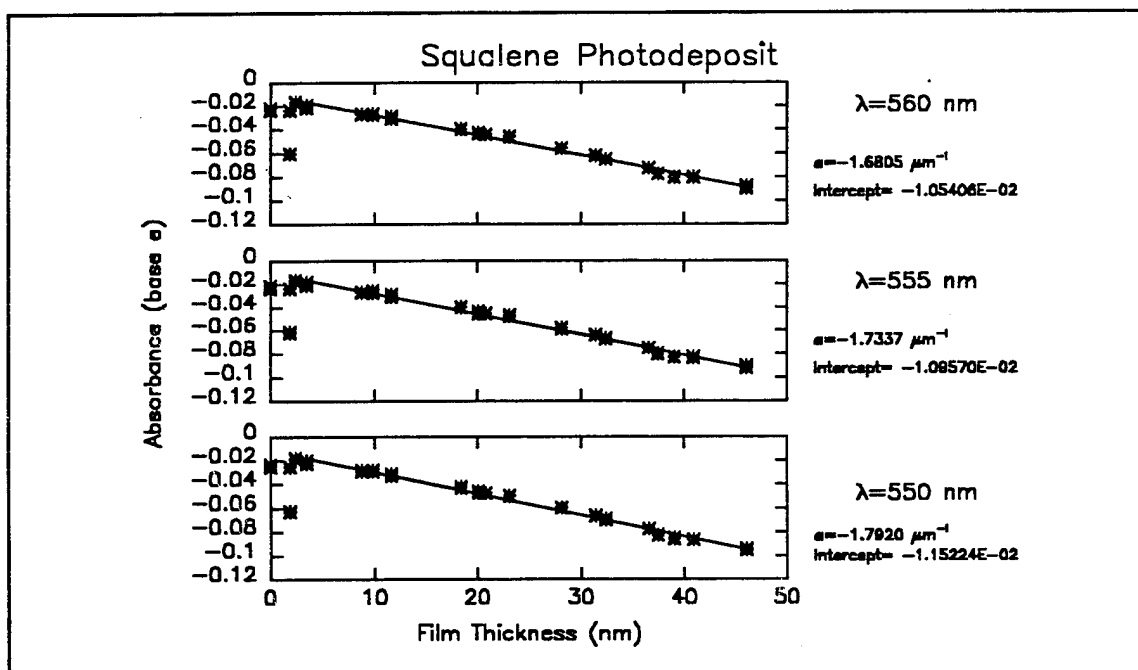 Squalene Photodeposit
0
−0.02
−0.04
−0.06
−0.08
−0.1
−0.12
λ=560 nm
a=−1.6805 μm⁻¹
intercept= −1.05406E−02
Absorbance (base e)
0
−0.02
−0.04
−0.06
−0.08
−0.1
−0.12
λ=555 nm
a=−1.7337 μm⁻¹
intercept= −1.09570E−02
0
−0.02
−0.04
−0.06
−0.08
−0.1
−0.12
λ=550 nm
a=−1.7920 μm⁻¹
intercept= −1.15224E−02
0 10 20 30 40 50
Film Thickness (nm)